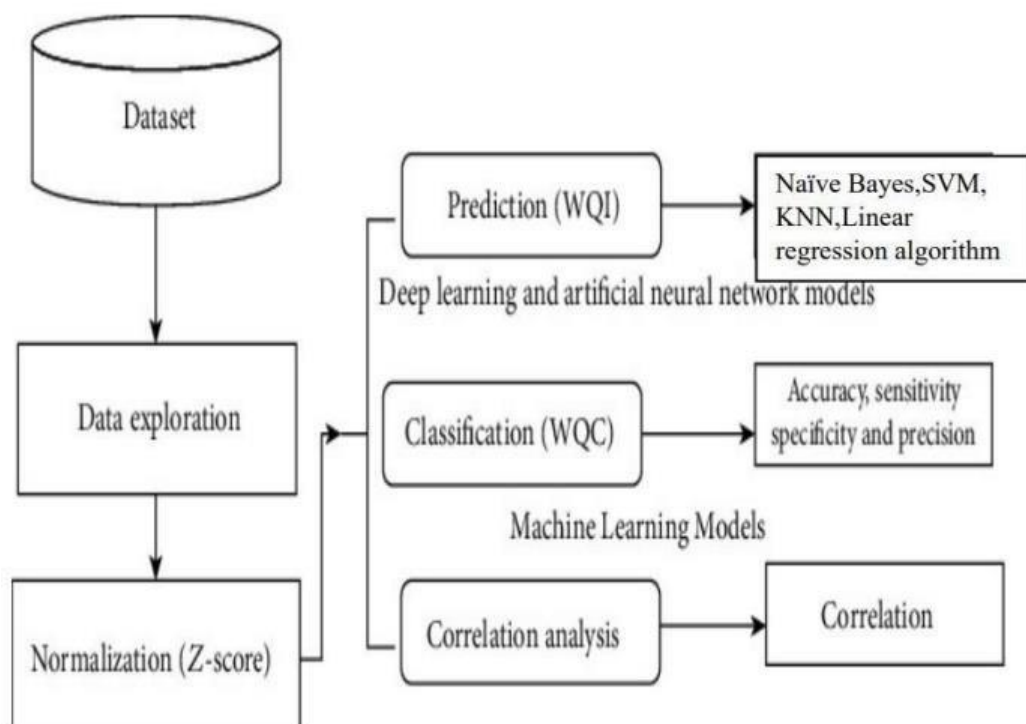 Dataset
Data exploration
Normalization (Z-score)
Prediction (WQI)
Naïve Bayes,SVM,
KNN,Linear
regression algorithm
Deep learning and artificial neural network models
Classification (WQC)
Accuracy, sensitivity
specificity and precision
Machine Learning Models
Correlation analysis
Correlation